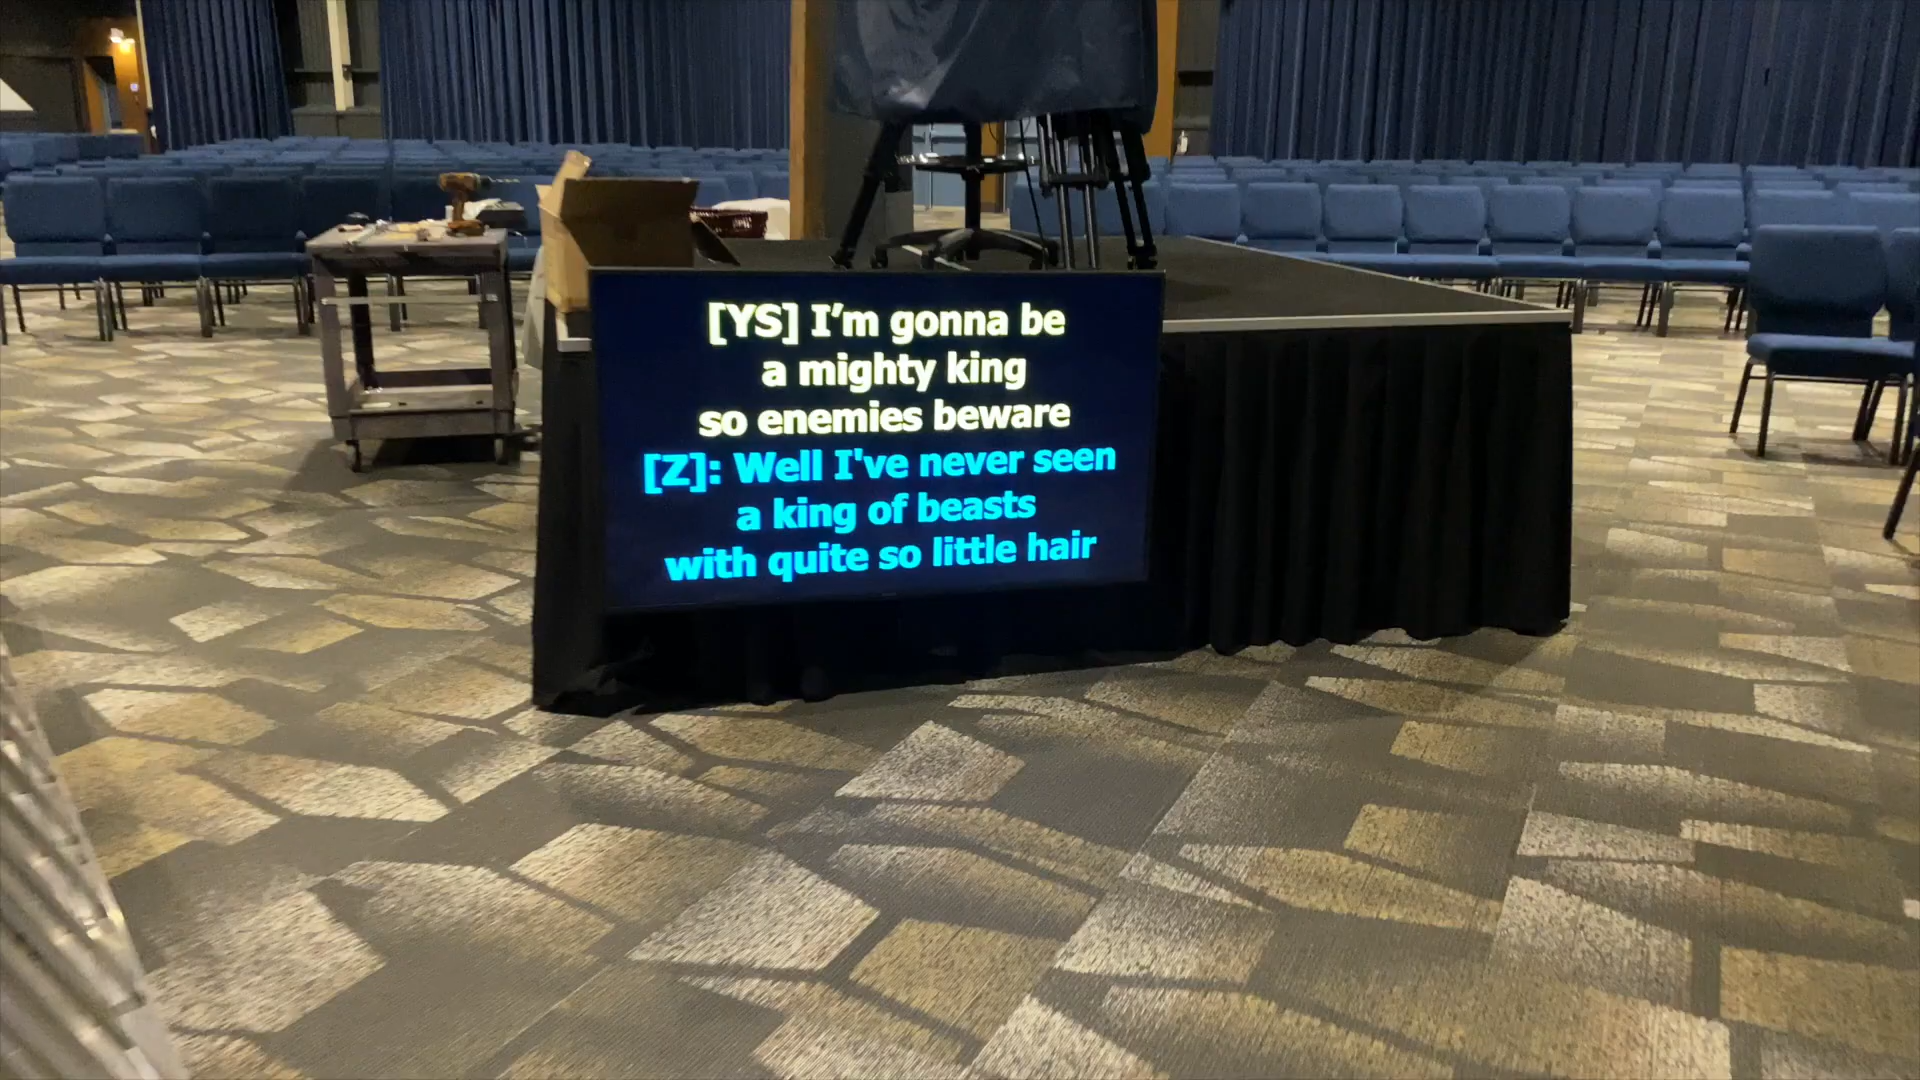 [YS] I’m gonna be
a mighty king
so enemies beware
[Z]: Well I've never seen
a king of beasts
with quite so little hair